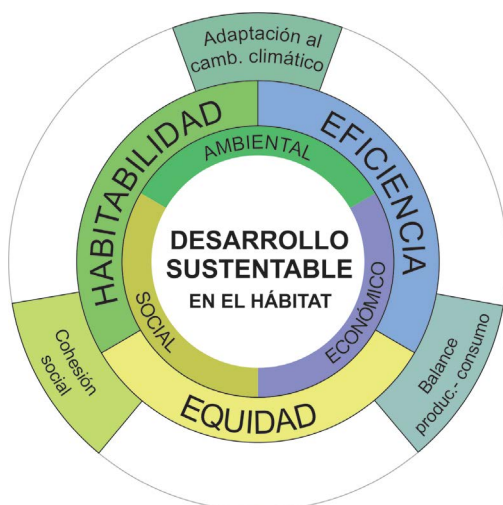 Adaptación al
camb. climático
HABITABILIDAD
EFICIENCIA
AMBIENTAL
DESARROLLO
SUSTENTABLE
EN EL HÁBITAT
SOCIAL
ECONÓMICO
Cohesión
social
EQUIDAD
Balance
produc.- consumo